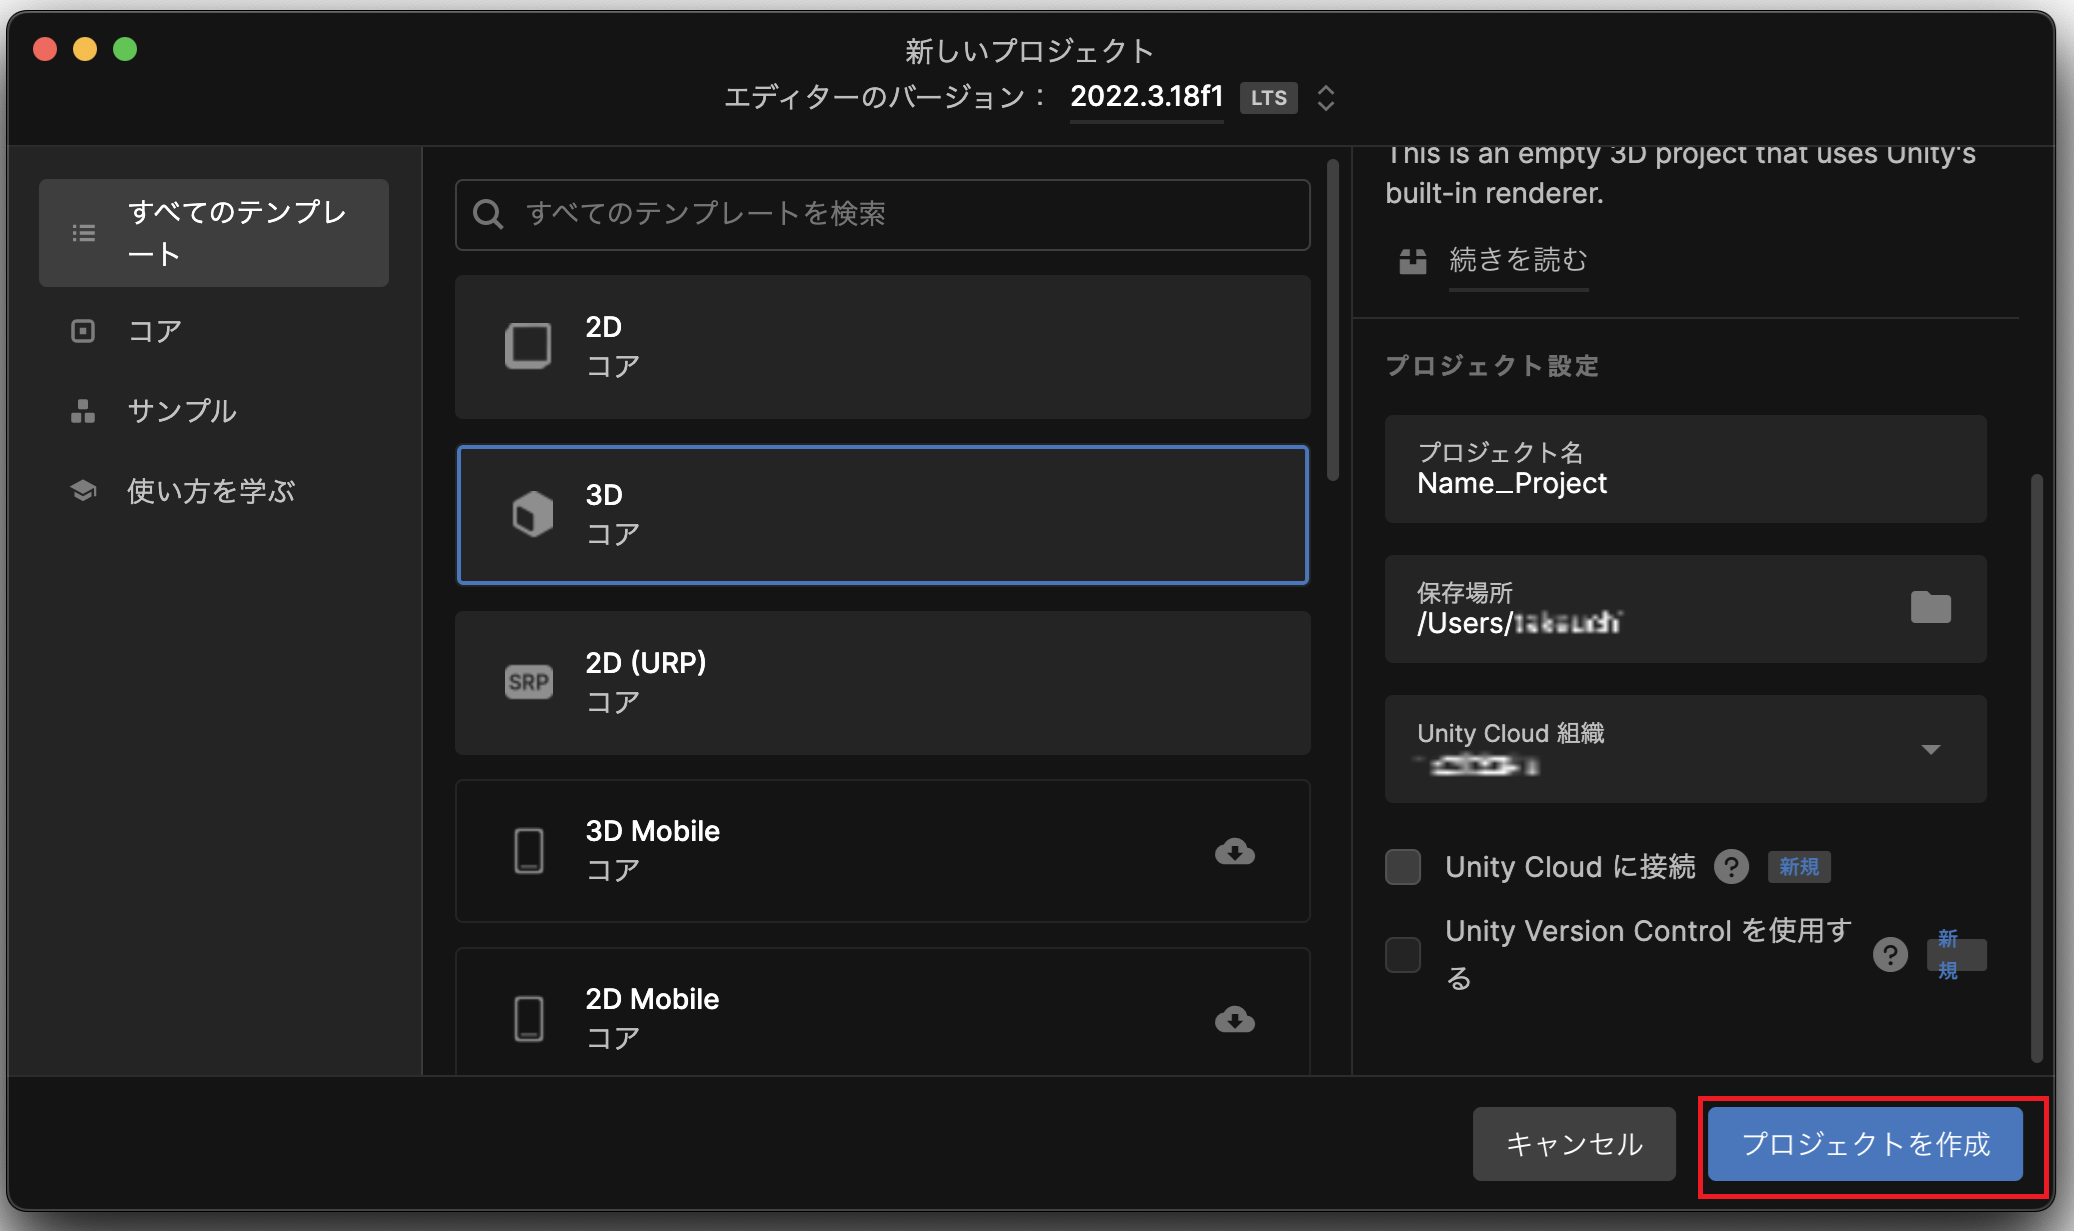 新しいプロジェクト
エディターのバージョン： 2022.3.18f1 LTS
すべてのテンプレ
ート
コア
サンプル
使い方を学ぶ
すべてのテンプレートを検索
2D
コア
3D
コア
SRP
2D (URP)
コア
3D Mobile
コア
2D Mobile
コア
This is an empty 3D project that uses Unity's
built-in renderer.
続きを読む
プロジェクト設定
プロジェクト名
Name_Project
保存場所
/Users/
Unity Cloud 組織
Unity Cloud に接続 ? 新規
Unity Version Control を使用す
る
?
新
規
キャンセル
プロジェクトを作成